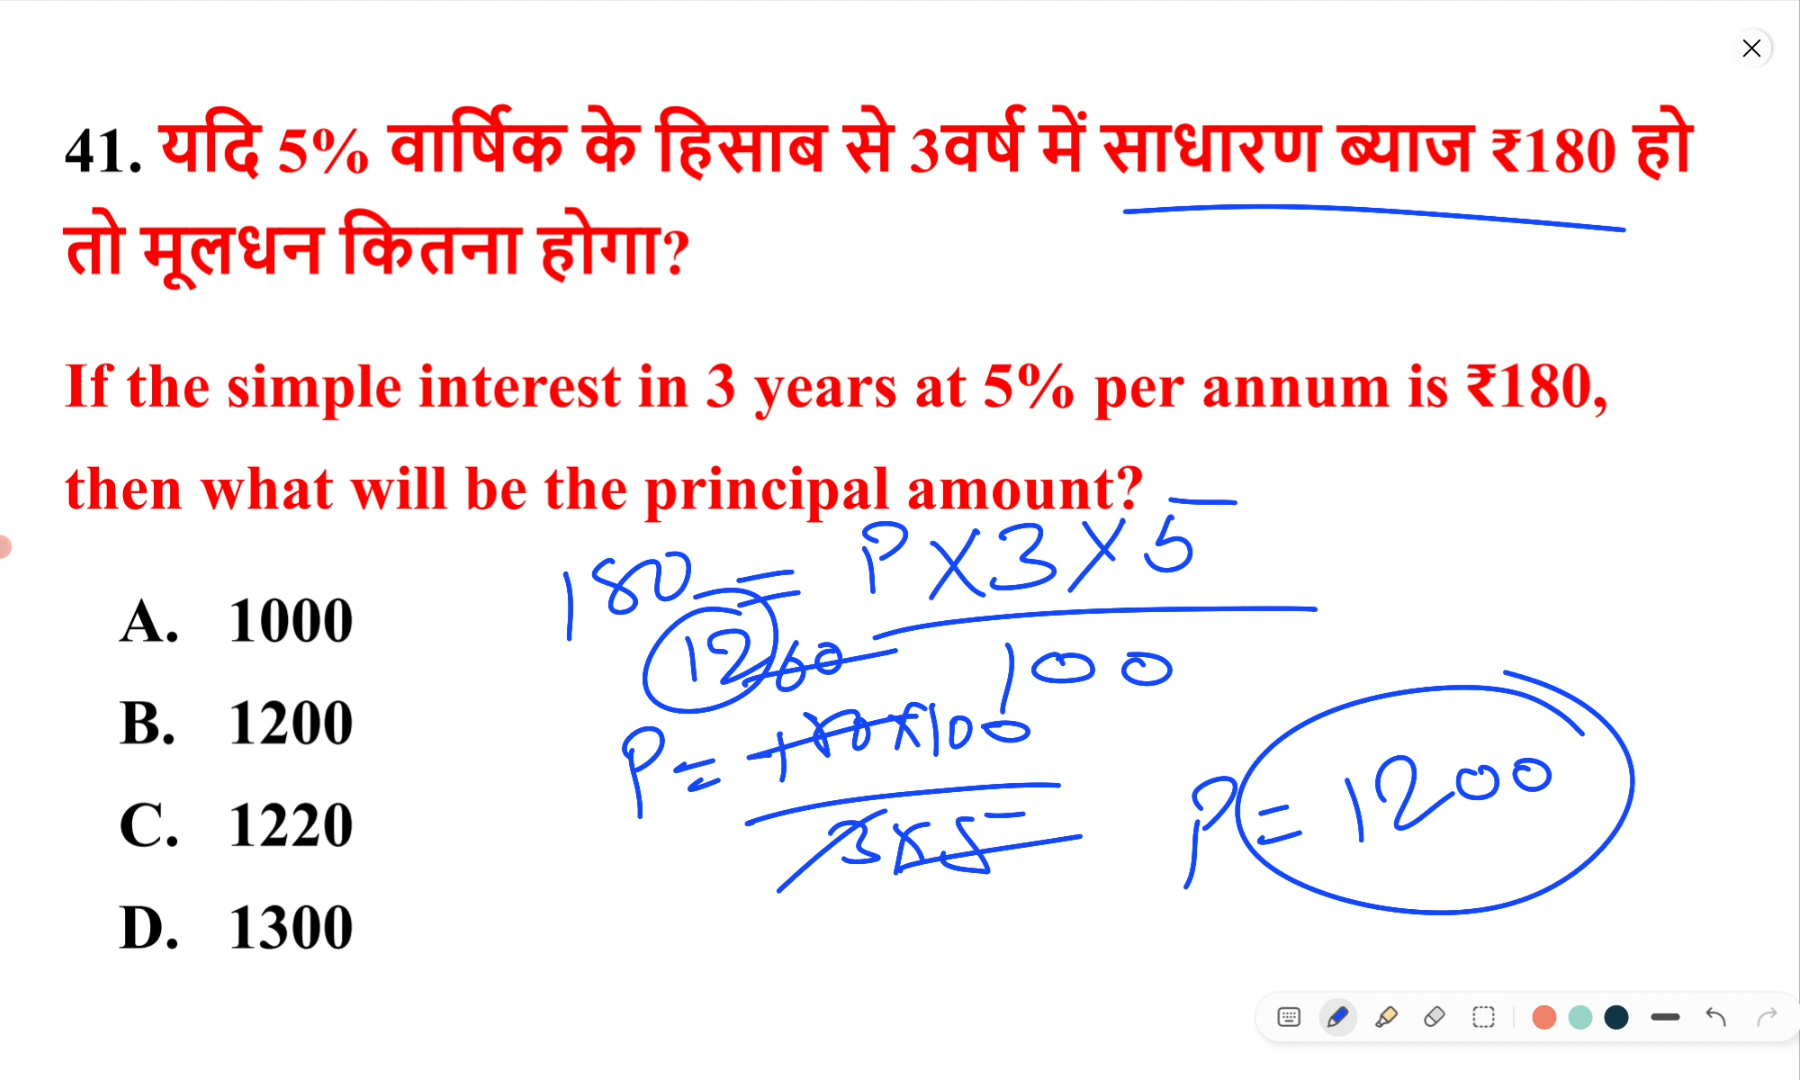 41. यदि 5% वार्षिक के हिसाब से 3वर्ष में साधारण ब्याज ₹180 हो
तो मूलधन कितना होगा?
If the simple interest in 3 years at 5% per annum is ₹180,
then what will be the principal amount?
180 = P X 3 X 5
100
12 60
P = 180 X 100
3 X 5
P = 1200
A. 1000
B. 1200
C. 1220
D. 1300